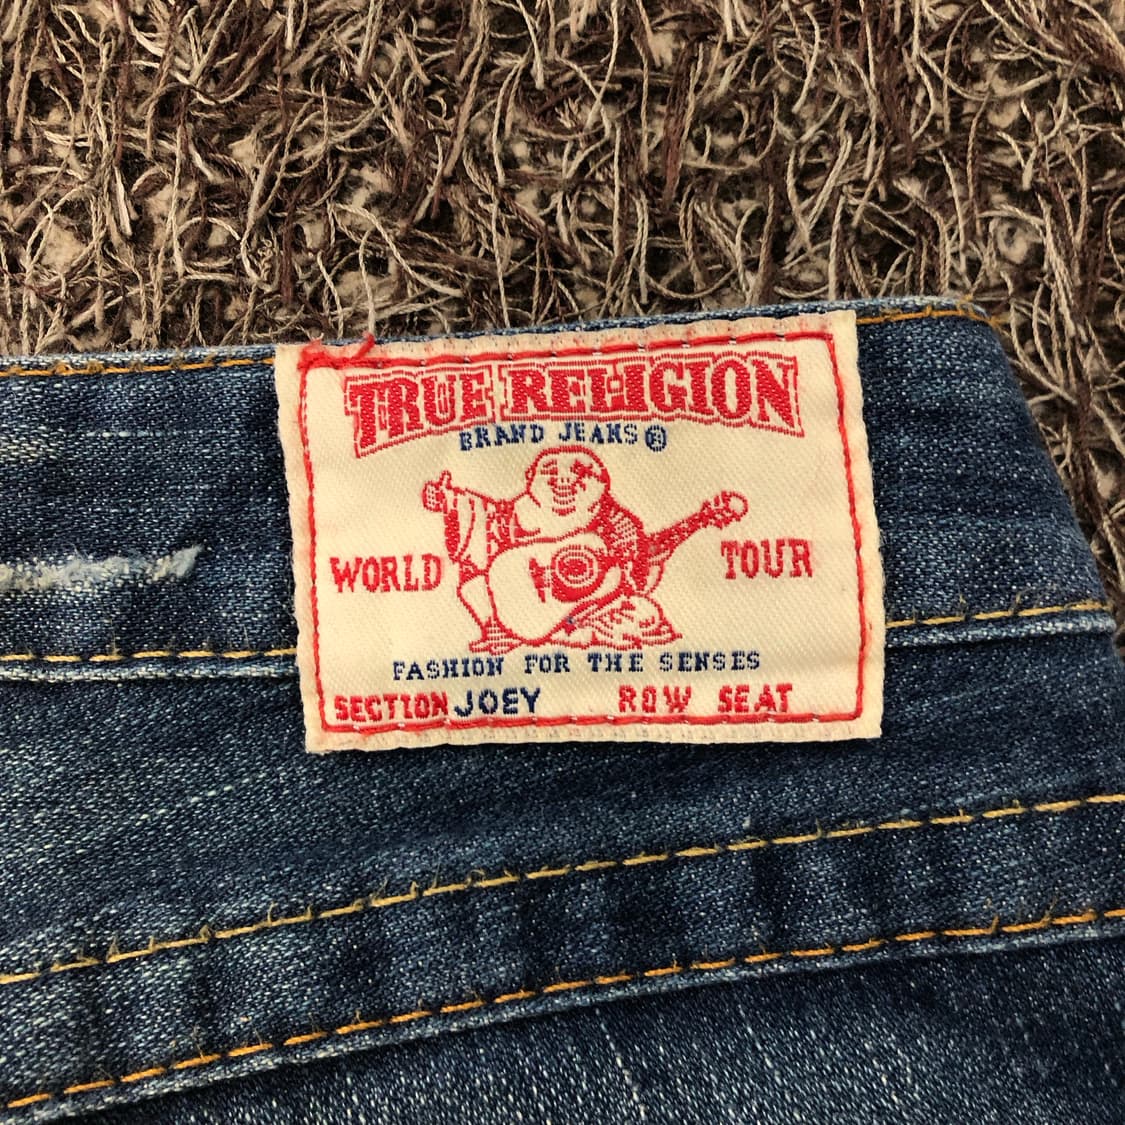 TRUE RELIGION
BRAND JEANS®
WORLD TOUR
FASHION FOR THE SENSES
SECTION JOEY ROW SEAT